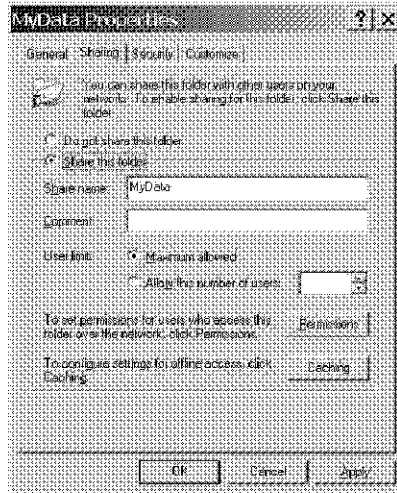 MyData Properties
General Sharing Security Customize
You can share this folder with other users on your
network. To enable sharing for this folder, click Share this
folder.
Do not share this folder
Share this folder
Share name: MyData
Comment:
User limit: Maximum allowed
Allow this number of users:
To set permissions for users who access this
folder over the network, click Permissions.
Permissions
To configure settings for offline access, click
Caching.
Caching
OK Cancel Apply